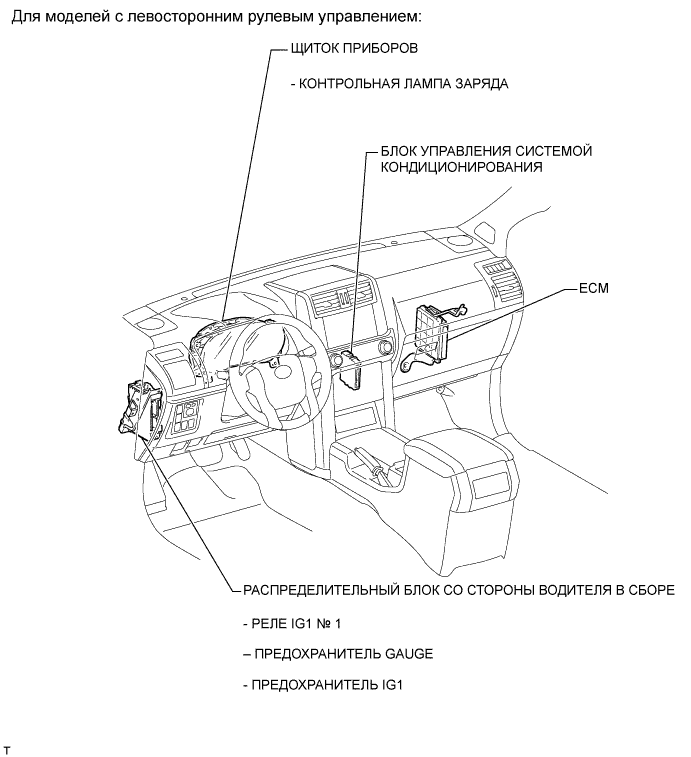 Для моделей с левосторонним рулевым управлением:
ЩИТОК ПРИБОРОВ
- КОНТРОЛЬНАЯ ЛАМПА ЗАРЯДА
БЛОК УПРАВЛЕНИЯ СИСТЕМОЙ
КОНДИЦИОНИРОВАНИЯ
ECM
РАСПРЕДЕЛИТЕЛЬНЫЙ БЛОК СО СТОРОНЫ ВОДИТЕЛЯ В СБОРЕ
- РЕЛЕ IG1 № 1
– ПРЕДОХРАНИТЕЛЬ GAUGE
- ПРЕДОХРАНИТЕЛЬ IG1
T